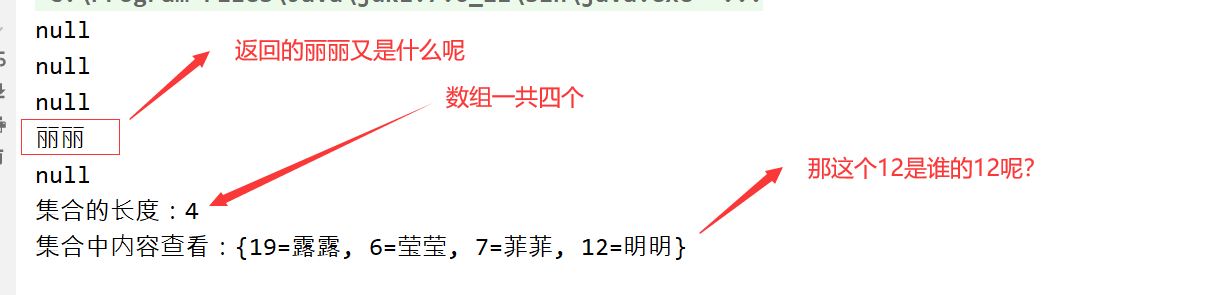 null
null
返回的丽丽又是什么呢
null
数组一共四个
丽丽
null
那这个12是谁的12呢?
集合的长度：4
集合中内容查看：{19=露露, 6=莹莹, 7=菲菲, 12=明明}